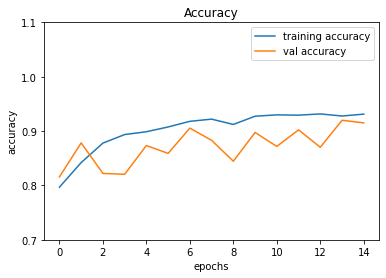 Accuracy
training accuracy
val accuracy
accuracy
1.1
1.0
0.9
0.8
0.7
0 2 4 6 8 10 12 14
epochs